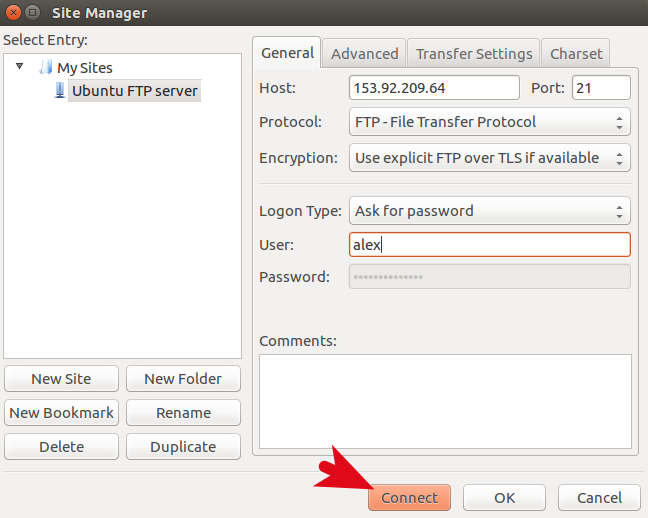 Site Manager
Select Entry:
My Sites
Ubuntu FTP server
New Site New Folder
New Bookmark Rename
Delete Duplicate
General Advanced Transfer Settings Charset
Host: 153.92.209.64 Port: 21
Protocol: FTP - File Transfer Protocol
Encryption: Use explicit FTP over TLS if available
Logon Type: Ask for password
User: alex
Password: ••••••••••••••
Comments:
Connect OK Cancel